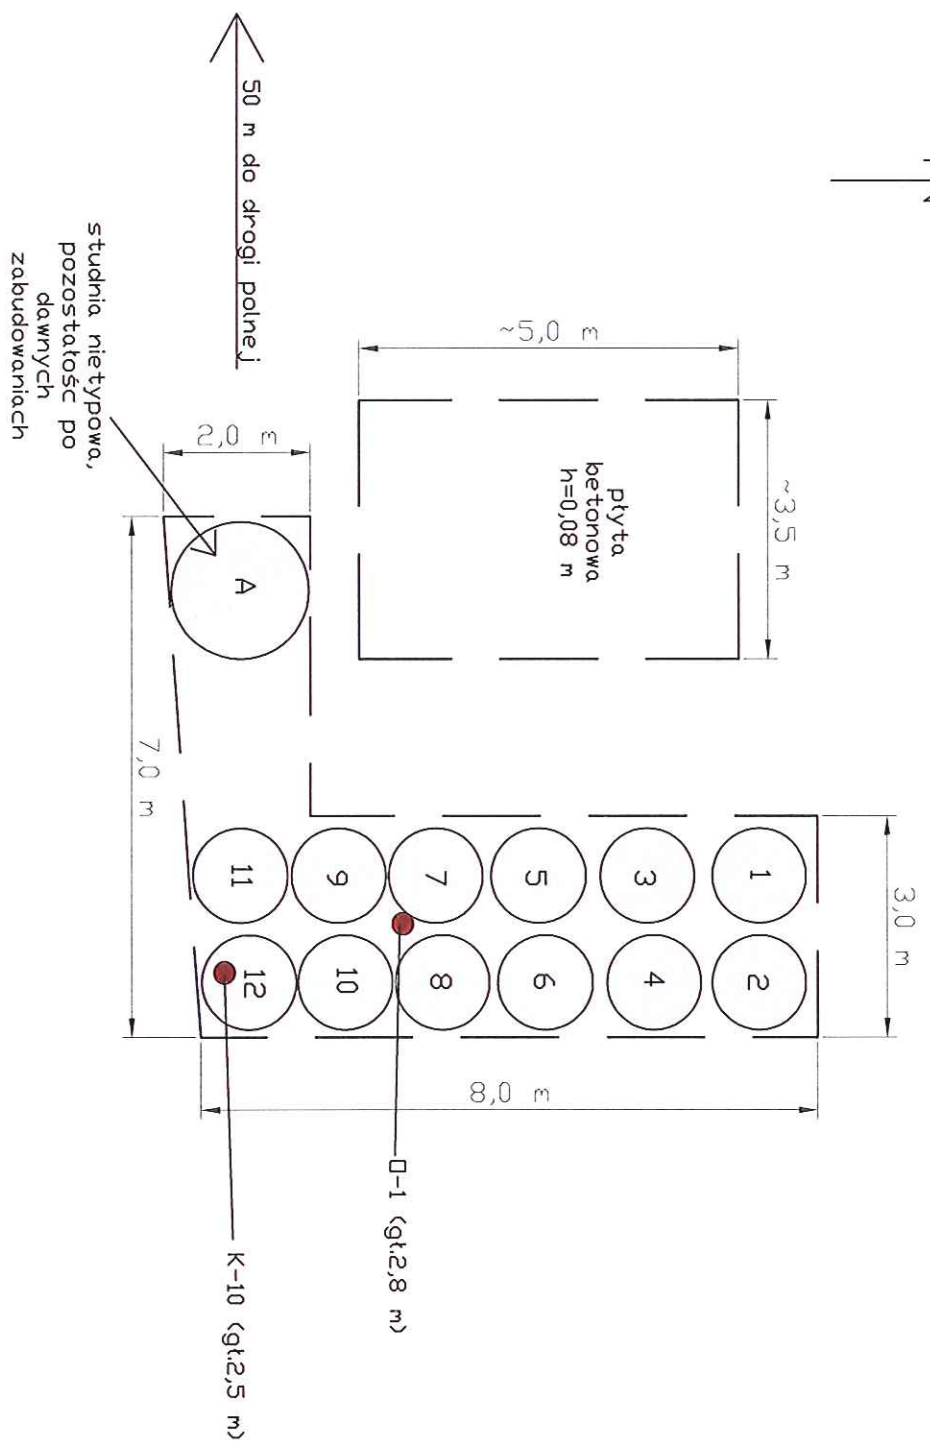 50 m do drogi polnej
studnia nietypowa,
pozostałość po
dawnych
zabudowaniach
~5,0 m
~3,5 m
płyta
betonowa
h=0,08 m
2,0 m
A
7,0 m
3,0 m
8,0 m
1
3
5
7
9
11
2
4
6
8
10
12
O-1 (gł.2,8 m)
K-10 (gł.2,5 m)